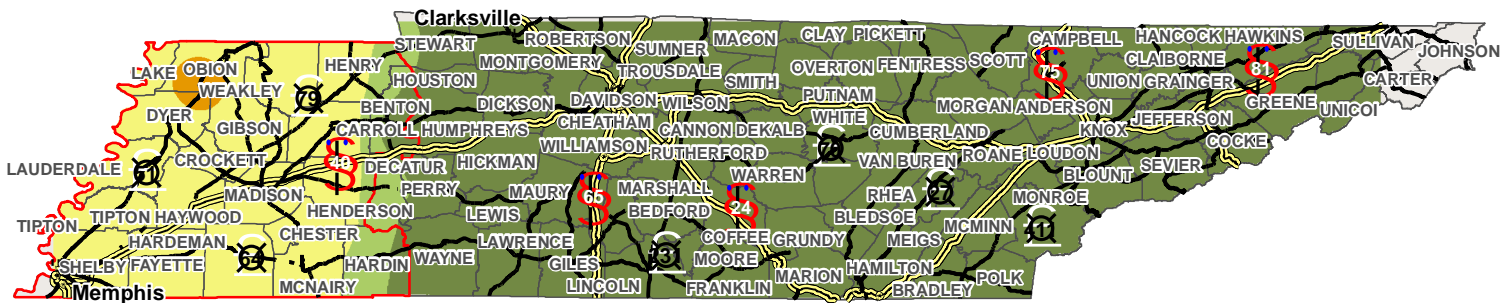 Clarksville
STEWART
ROBERTSON
SUMNER
MACON
CLAY PICKETT
CAMPBELL
HANCOCK HAWKINS
SULLIVAN
JOHNSON
LAKE OBION
HENRY
MONTGOMERY
TROUSDALE
OVERTON FENTRESS SCOTT
75
CLAIBORNE
81
CARTER
WEAKLEY
79
HOUSTON
SMITH
UNION GRAINGER
DYER
BENTON
DICKSON
DAVIDSON
WILSON
PUTNAM
MORGAN ANDERSON
GREENE
UNICOI
GIBSON
CARROLL HUMPHREYS
CHEATHAM
CANNON DEKALB
WHITE
CUMBERLAND
KNOX
JEFFERSON
COCKE
LAUDERDALE
51
CROCKETT
40
DECATUR
HICKMAN
WILLIAMSON
RUTHERFORD
70
VAN BUREN
ROANE LOUDON
SEVIER
MADISON
PERRY
MAURY
65
MARSHALL
WARREN
24
RHEA
27
BLOUNT
MONROE
TIPTON
TIPTON HAYWOOD
HENDERSON
LEWIS
BEDFORD
BLEDSOE
MCMINN
411
HARDEMAN
CHESTER
LAWRENCE
COFFEE GRUNDY
MEIGS
SHELBY FAYETTE
64
HARDIN
WAYNE
GILES
231
MOORE
MARION
HAMILTON
POLK
Memphis
MCNAIRY
LINCOLN
FRANKLIN
BRADLEY